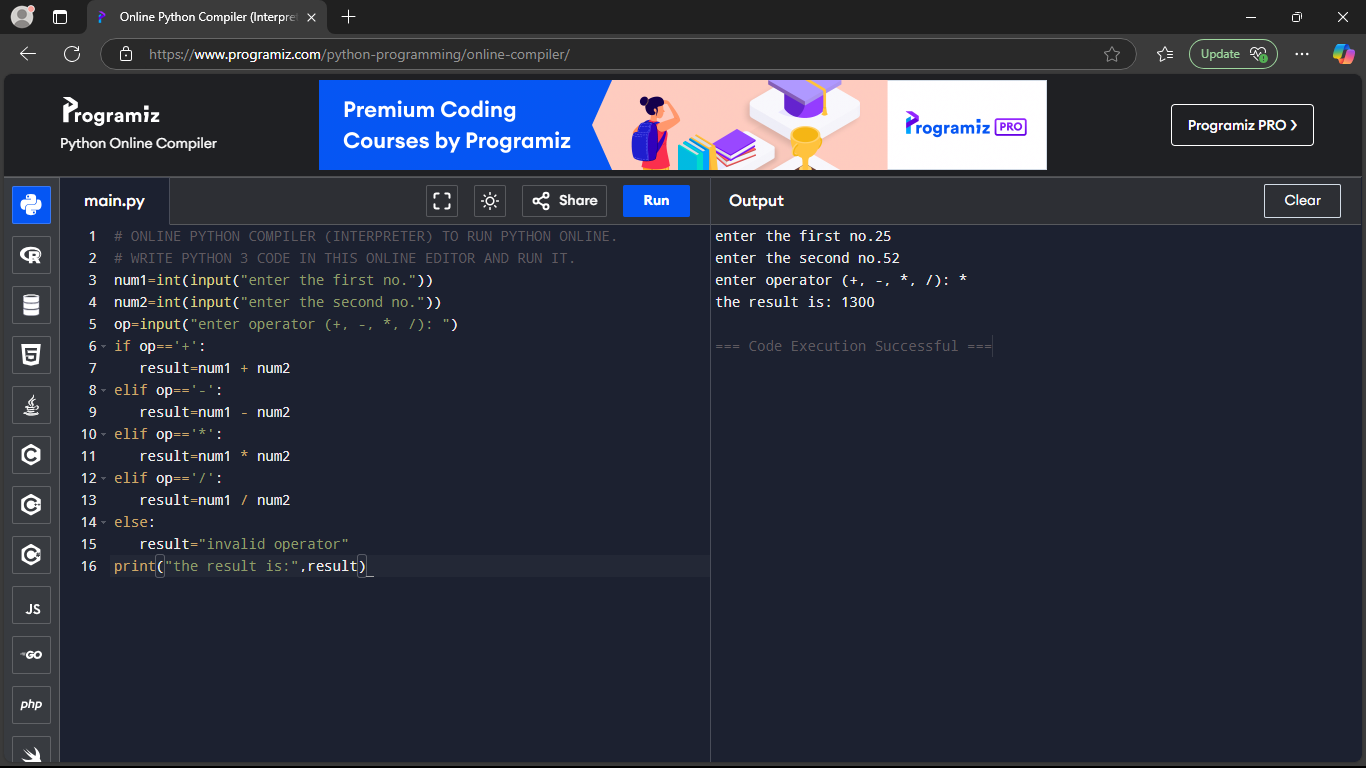 Online Python Compiler (Interpre
https://www.programiz.com/python-programming/online-compiler/
Update
Programiz
Python Online Compiler
Premium Coding
Courses by Programiz
Programiz PRO
Programiz PRO >
main.py
Share
Run
Output
Clear
1 # ONLINE PYTHON COMPILER (INTERPRETER) TO RUN PYTHON ONLINE.
2 # WRITE PYTHON 3 CODE IN THIS ONLINE EDITOR AND RUN IT.
3 num1=int(input("enter the first no."))
4 num2=int(input("enter the second no."))
5 op=input("enter operator (+, -, *, /): ")
6 if op=='+':
7 result=num1 + num2
8 elif op=='-':
9 result=num1 - num2
10 elif op=='*':
11 result=num1 * num2
12 elif op=='/':
13 result=num1 / num2
14 else:
15 result="invalid operator"
16 print("the result is:",result)
enter the first no.25
enter the second no.52
enter operator (+, -, *, /): *
the result is: 1300
=== Code Execution Successful ===
R
5
C
C
C
JS
GO
php